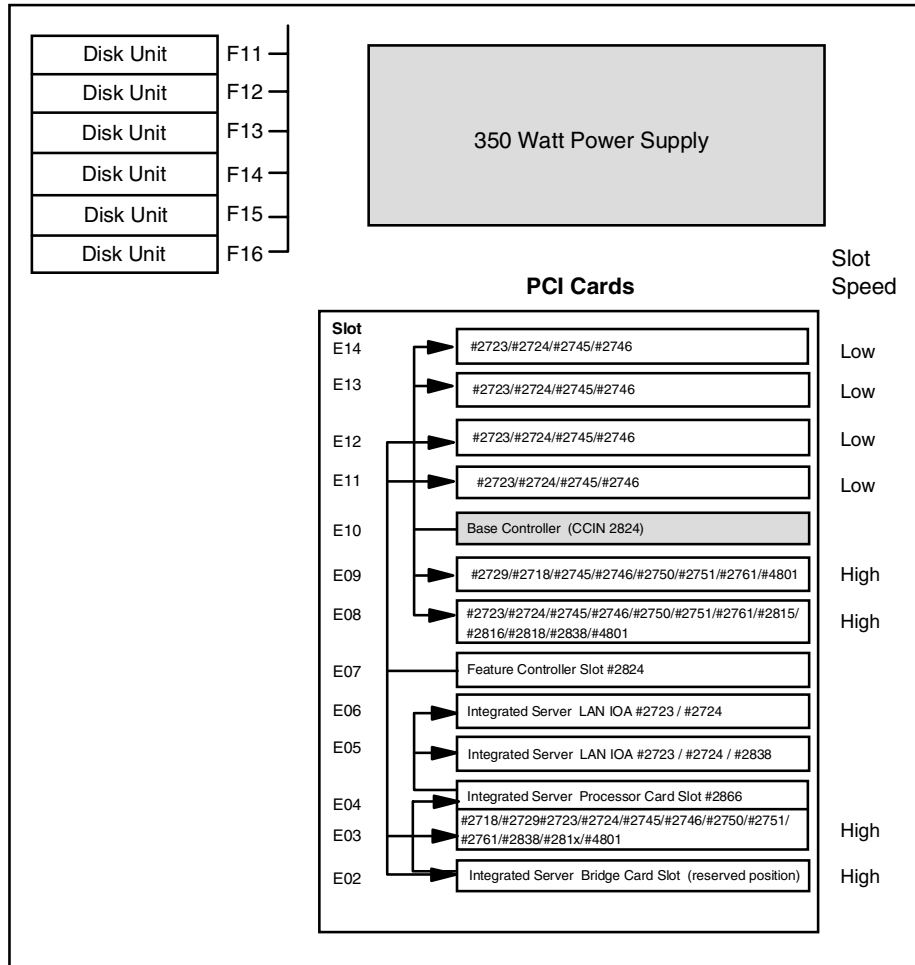 Disk Unit F11
Disk Unit F12
Disk Unit F13
Disk Unit F14
Disk Unit F15
Disk Unit F16
350 Watt Power Supply
Slot
Speed
PCI Cards
Slot
E14 #2723/#2724/#2745/#2746 Low
E13 #2723/#2724/#2745/#2746 Low
E12 #2723/#2724/#2745/#2746 Low
E11 #2723/#2724/#2745/#2746 Low
E10 Base Controller (CCIN 2824)
E09 #2729/#2718/#2745/#2746/#2750/#2751/#2761/#4801 High
E08 #2723/#2724/#2745/#2746/#2750/#2751/#2761/#2815/ High
#2816/#2818/#2838/#4801
E07 Feature Controller Slot #2824
E06 Integrated Server LAN IOA #2723 / #2724
E05 Integrated Server LAN IOA #2723 / #2724 / #2838
E04 Integrated Server Processor Card Slot #2866
#2718/#2729#2723/#2724/#2745/#2746/#2750/#2751/
E03 #2761/#2838/#281x/#4801 High
E02 Integrated Server Bridge Card Slot (reserved position) High